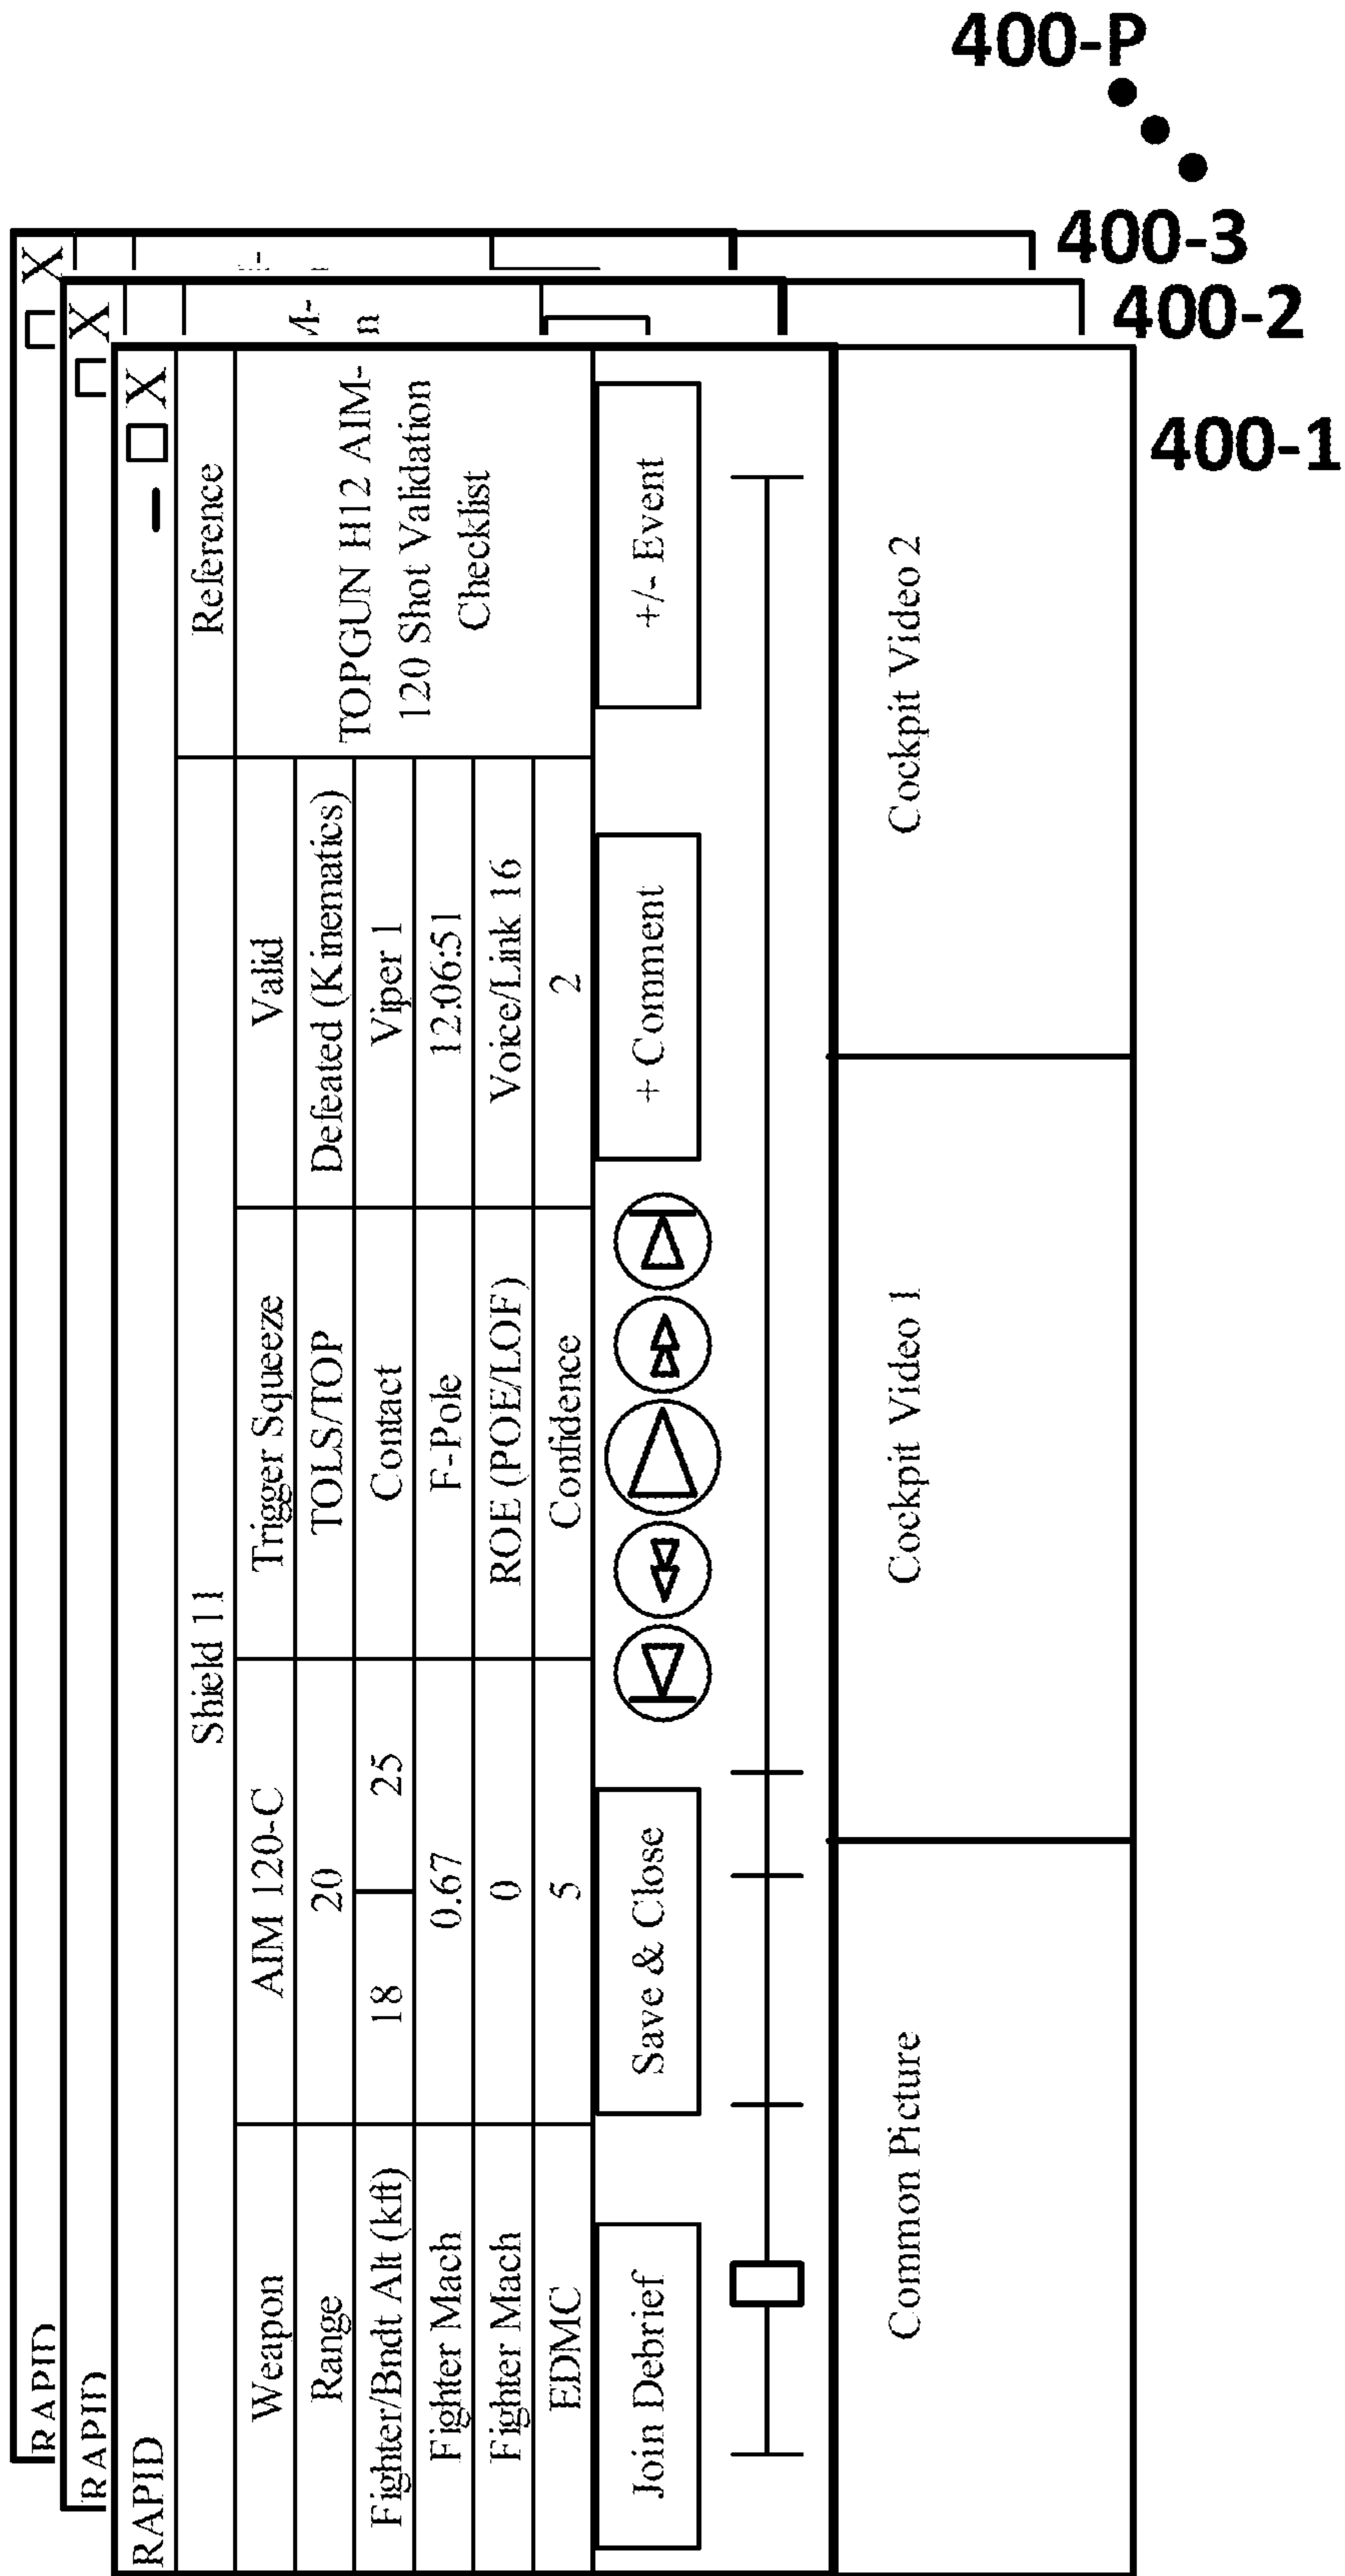 400-P
400-3
400-2
400-1
RAPID
RAPID
RAPID
X
X
X
Shield 11
Reference
Weapon
AIM 120-C
Trigger Squeeze
Valid
TOPGUN H12 AIM-
120 Shot Validation
Checklist
Range
20
TOLS/TOP
Defeated (Kinematics)
Fighter/Bndt Alt (kft)
18
25
Contact
Viper 1
Fighter Mach
0.67
F-Pole
12:06:51
Fighter Mach
0
ROE (POE/LOF)
Voice/Link 16
EDMC
5
Confidence
2
Join Debrief
Save & Close
+ Comment
+/- Event
Common Picture
Cockpit Video 1
Cockpit Video 2